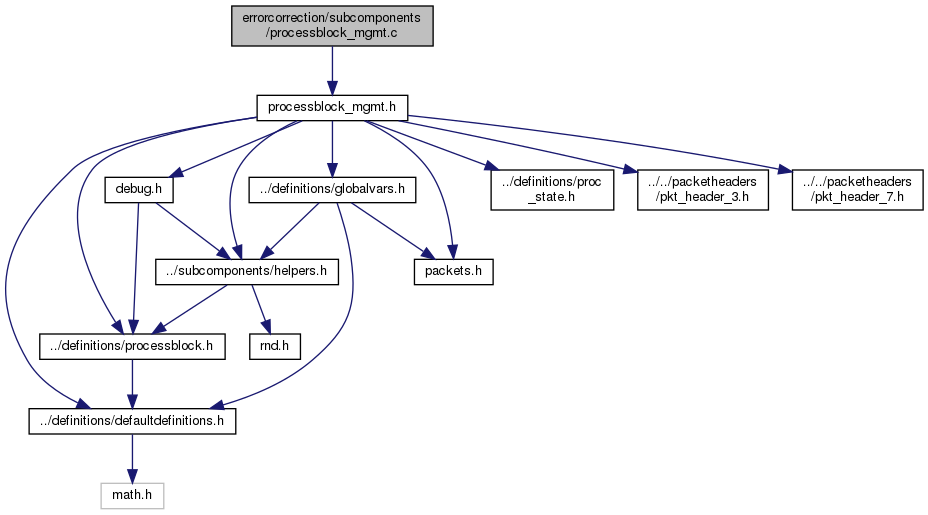 errorcorrection/subcomponents
/processblock_mgmt.c
processblock_mgmt.h
debug.h
../definitions/globalvars.h
../definitions/proc
_state.h
../../packetheaders
/pkt_header_3.h
../../packetheaders
/pkt_header_7.h
../subcomponents/helpers.h
packets.h
../definitions/processblock.h
rnd.h
../definitions/defaultdefinitions.h
math.h